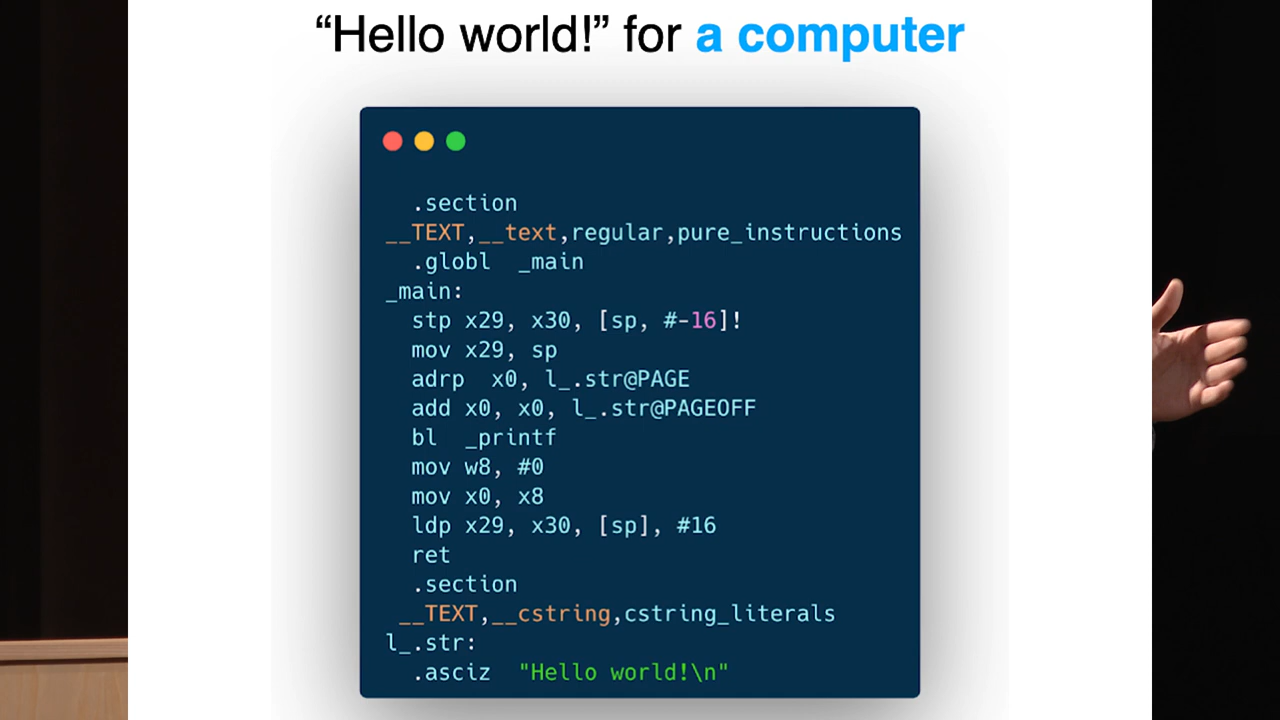 “Hello world!” for a computer
.section
__TEXT,__text,regular,pure_instructions
.globl _main
_main:
stp x29, x30, [sp, #-16]!
mov x29, sp
adrp x0, l_.str@PAGE
add x0, x0, l_.str@PAGEOFF
bl _printf
mov w8, #0
mov x0, x8
ldp x29, x30, [sp], #16
ret
.section
__TEXT,__cstring,cstring_literals
l_.str:
.asciz "Hello world!\n"